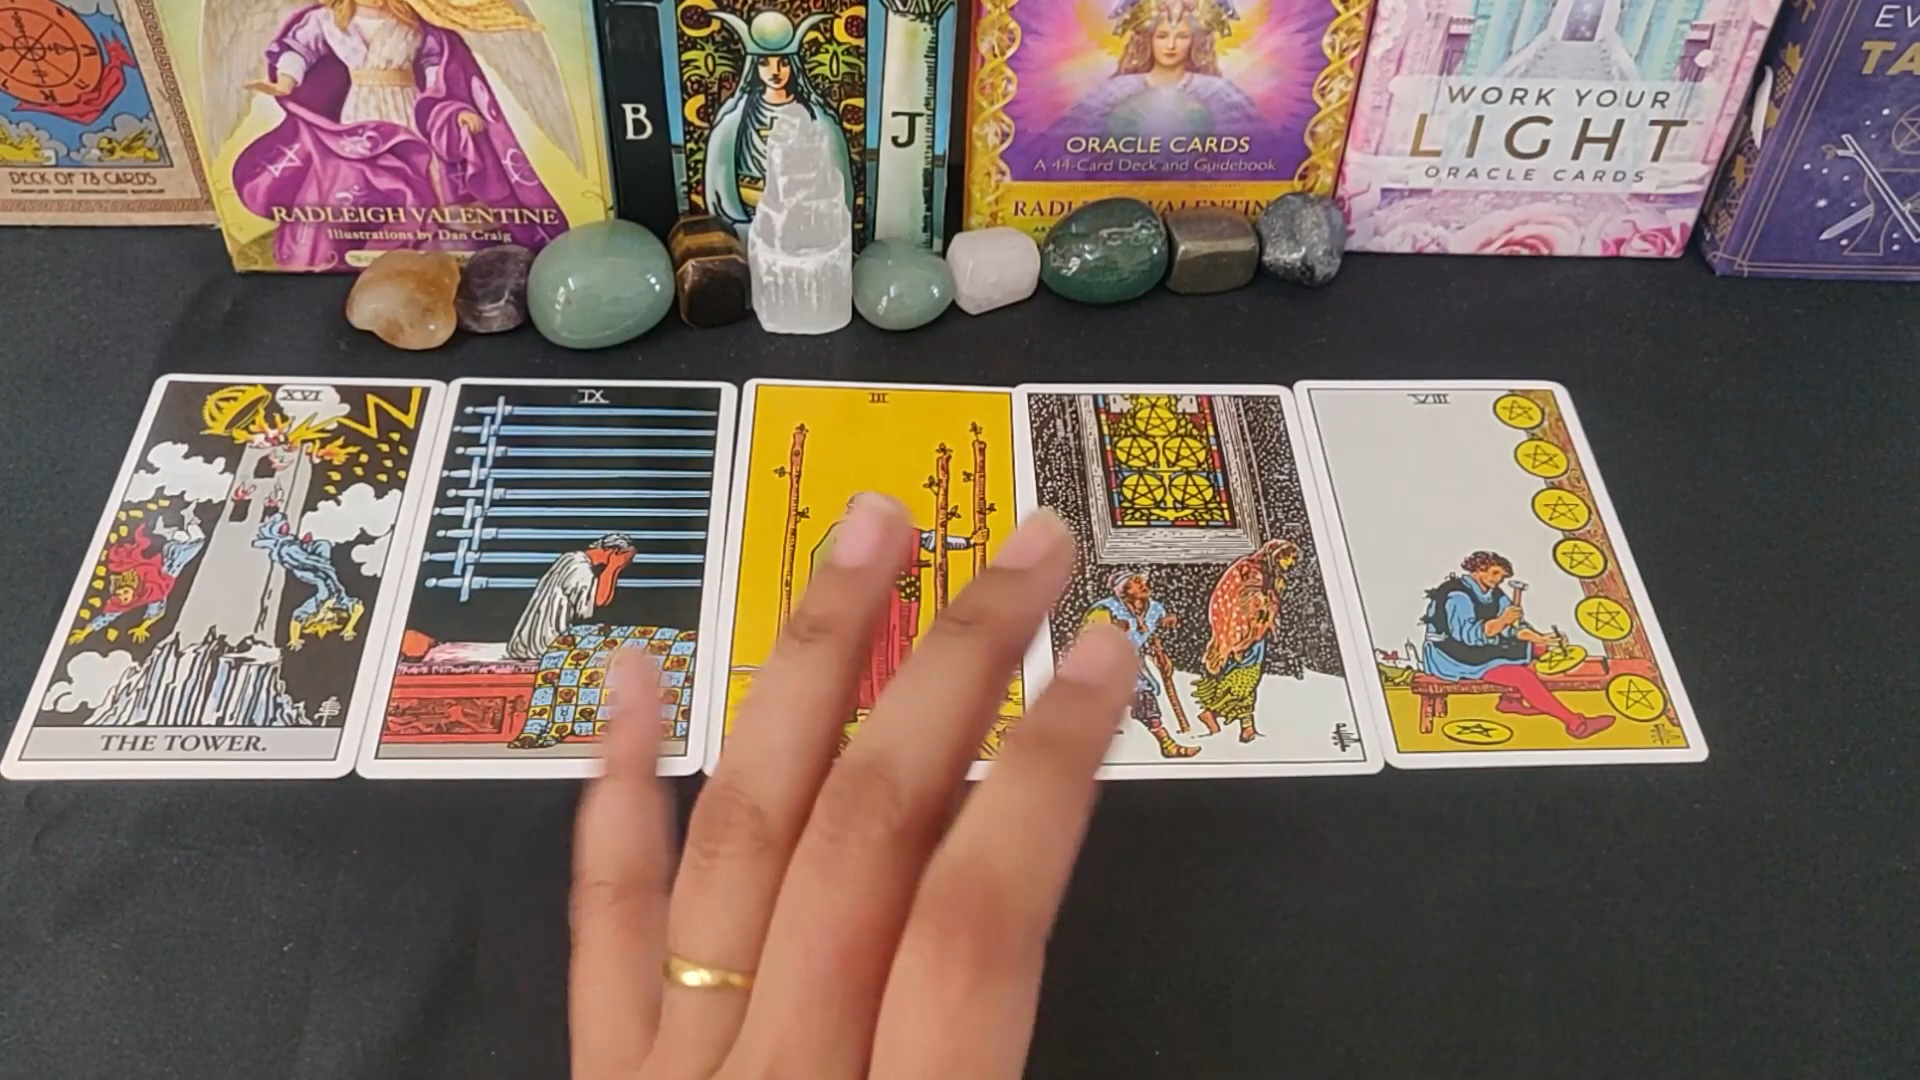 DECK OF 78 CARDS
RADLEIGH VALENTINE
Illustrations by Dan Craig
B
J
ORACLE CARDS
A 44-Card Deck and Guidebook
WORK YOUR
LIGHT
ORACLE CARDS
XVI
THE TOWER.
IX
III
VIII